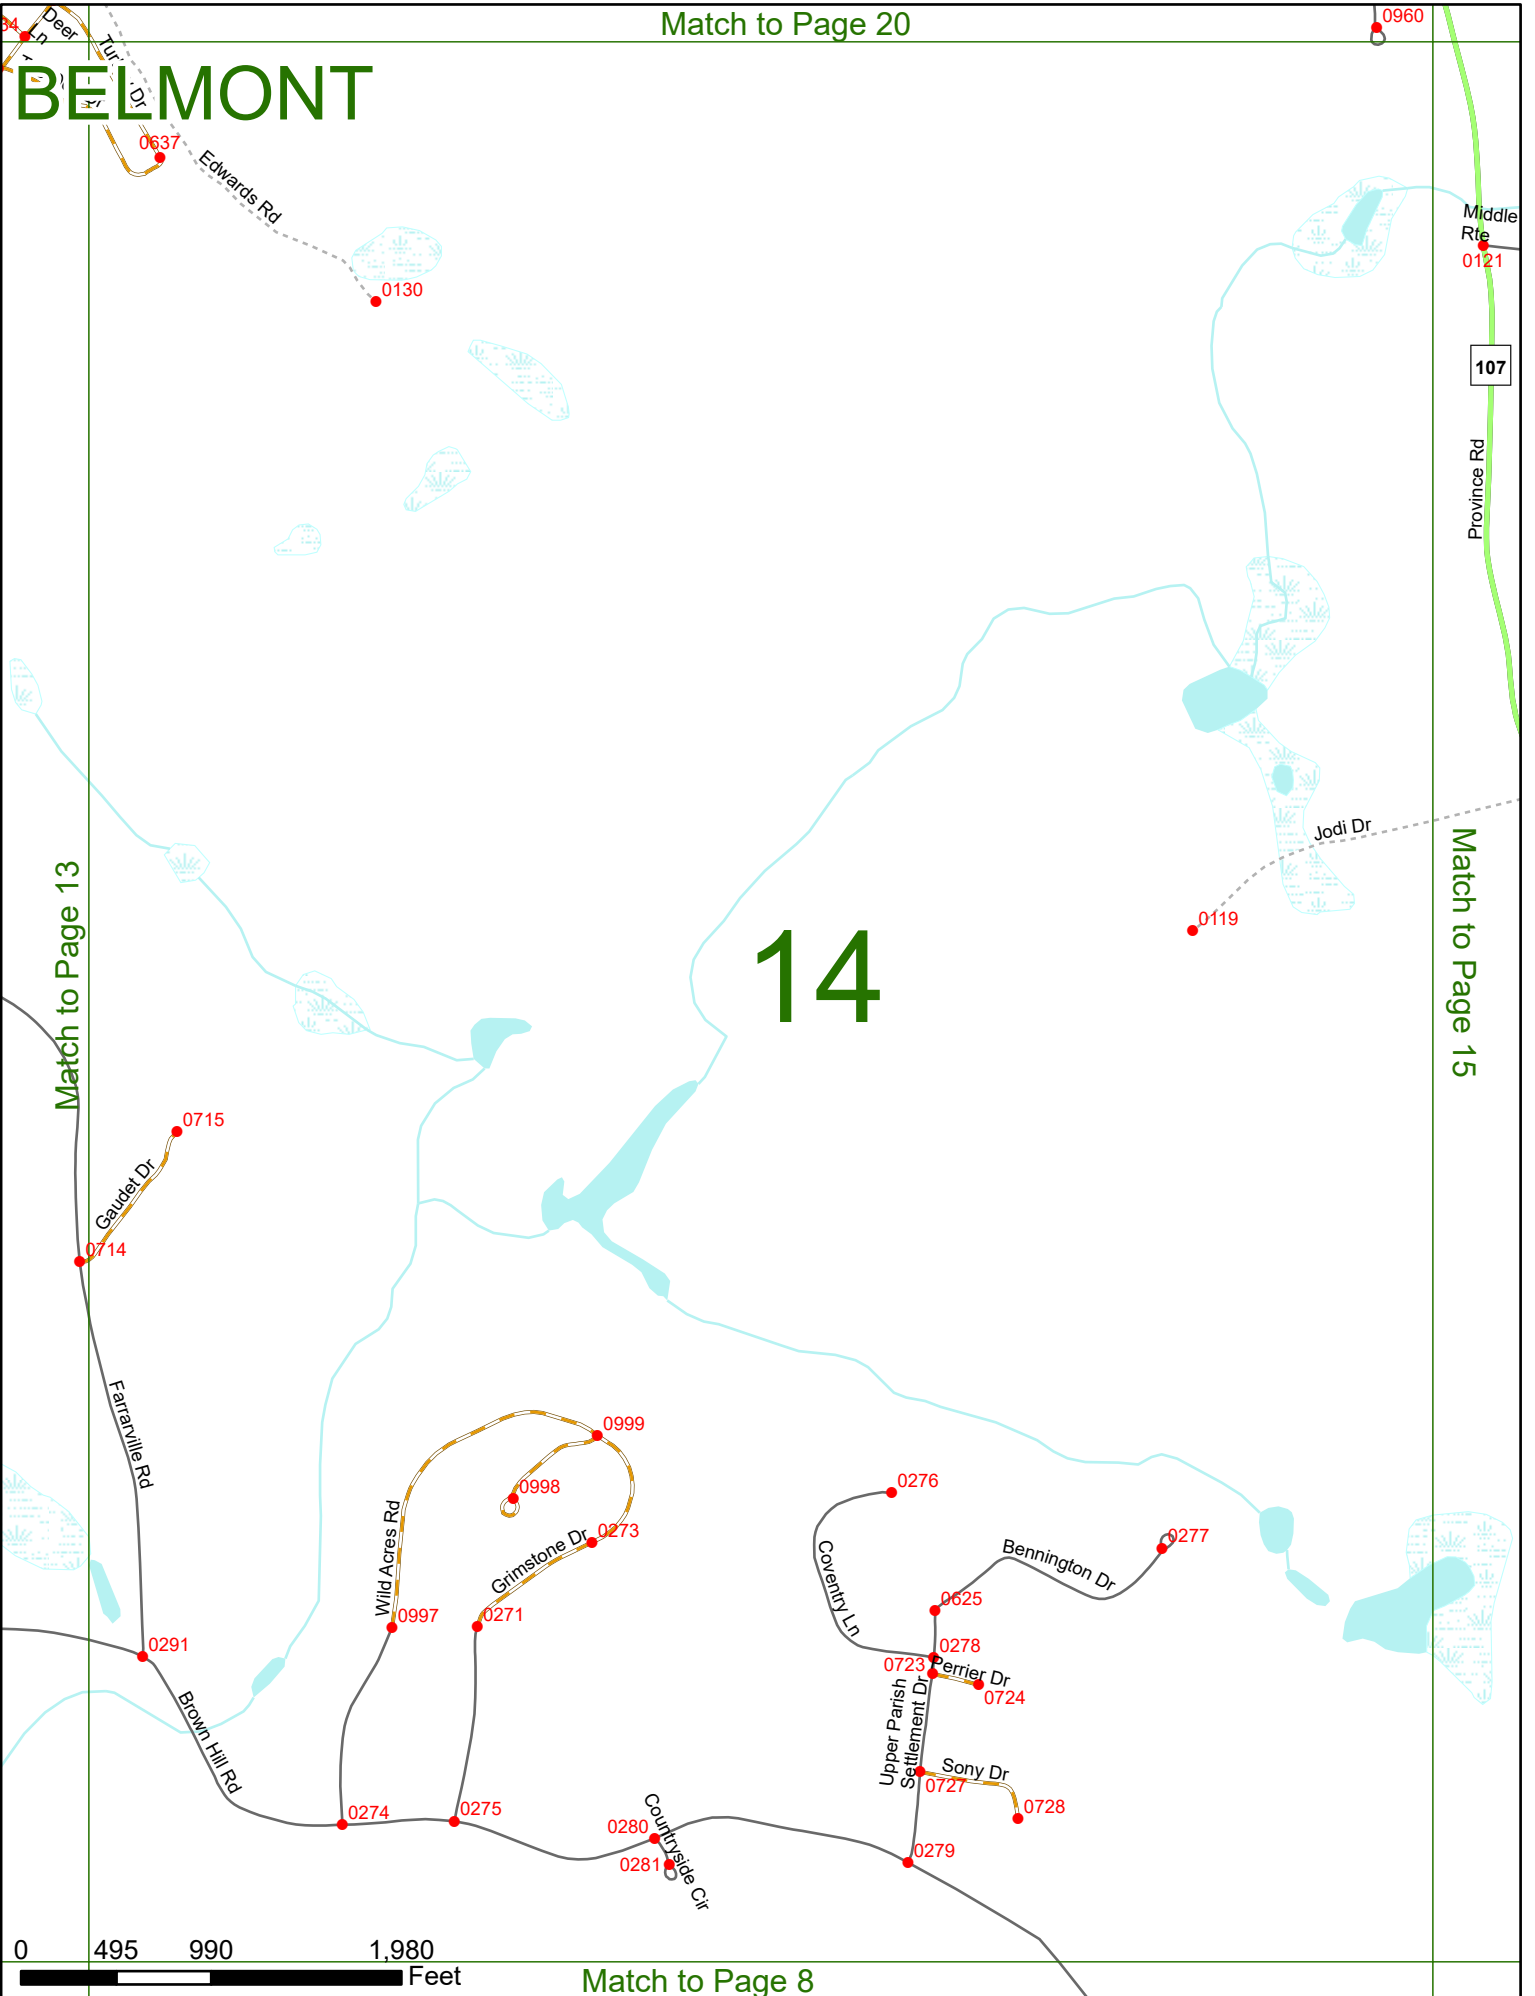 Match to Page 20
0960
Deer
Ln
Dr
BELMONT
0637
Edwards Rd
0130
Middle
Rte
0121
107
Province Rd
Jodi Dr
0119
Match to Page 13
14
Match to Page 15
0715
Gaudet Dr
0714
Farrarville Rd
0999
0998
0273
Wild Acres Rd
Grimstone Dr
0997
0271
0276
0277
Bennington Dr
Coventry Ln
0625
0278
0723
Perrier Dr
0724
Upper Parish
Settlement Dr
0291
Brown Hill Rd
Sony Dr
0727
0728
0274
0275
0280
Countryside Cir
0281
0279
0 495 990 1,980
Feet
Match to Page 8